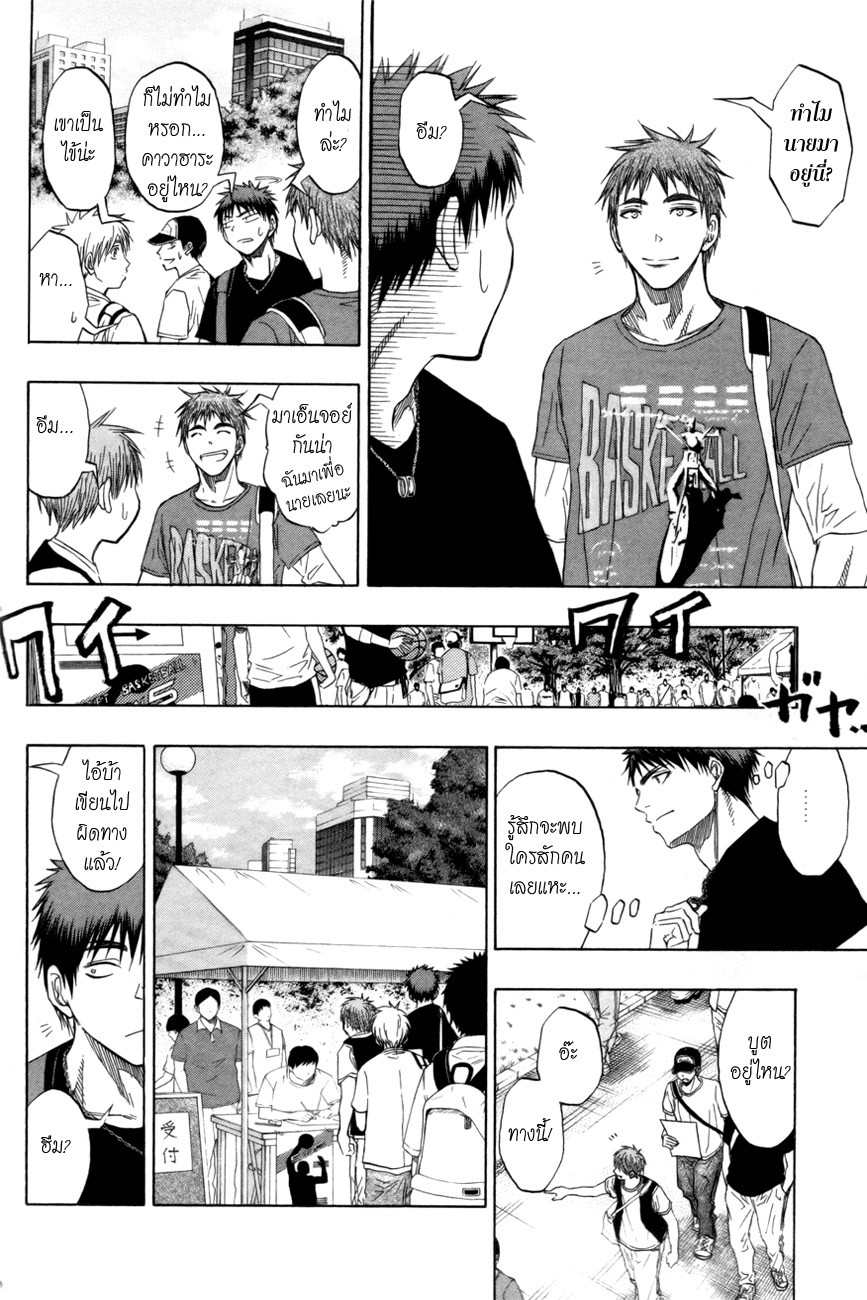 ทำไม
นายมา
อยู่นี่?
อืม?
ทำไม
ล่ะ?
ก็ไม่ทำไม
หรอก...
คาวาฮาระ
อยู่ไหน?
เขาเป็น
ไข้น่ะ
หา...
BASKETBALL
มาเอ็นจอย์
กันน่า
ฉันมาเพื่อ
นายเลยนะ
อืม...
BASKETBALL
ワイ
ワイ
ガヤ...
BASKETBALL
.......
รู้สึกจะพบ
ใครสักคน
เลยแหะ...
บูต
อยู่ไหน?
อ๊ะ
ทางนี้!
受付
ไอ้บ้า
เขียนไป
ผิดทาง
แล้ว!
ฮึม?